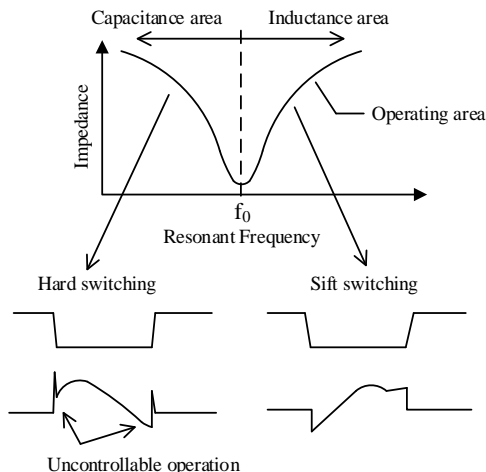 Capacitance area
Inductance area
Impedance
Operating area
f0
Resonant Frequency
Hard switching
Sift switching
Uncontrollable operation